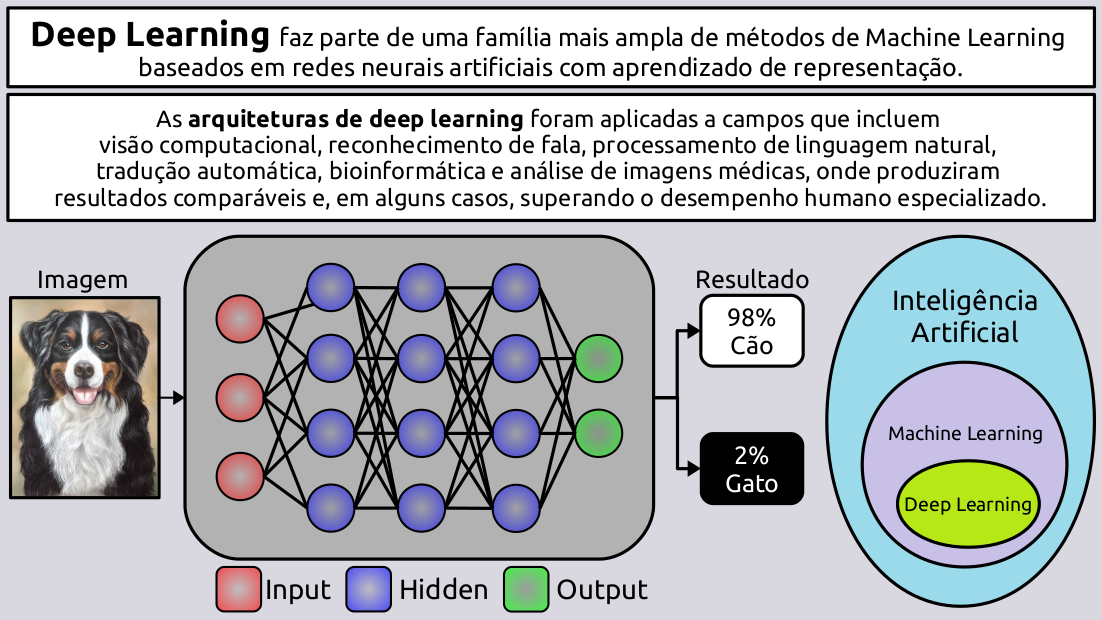 Deep Learning faz parte de uma família mais ampla de métodos de Machine Learning
baseados em redes neurais artificiais com aprendizado de representação.
As arquiteturas de deep learning foram aplicadas a campos que incluem
visão computacional, reconhecimento de fala, processamento de linguagem natural,
tradução automática, bioinformática e análise de imagens médicas, onde produziram
resultados comparáveis e, em alguns casos, superando o desempenho humano especializado.
Imagem
Resultado
98%
Cão
2%
Gato
Input
Hidden
Output
Inteligência
Artificial
Machine Learning
Deep Learning